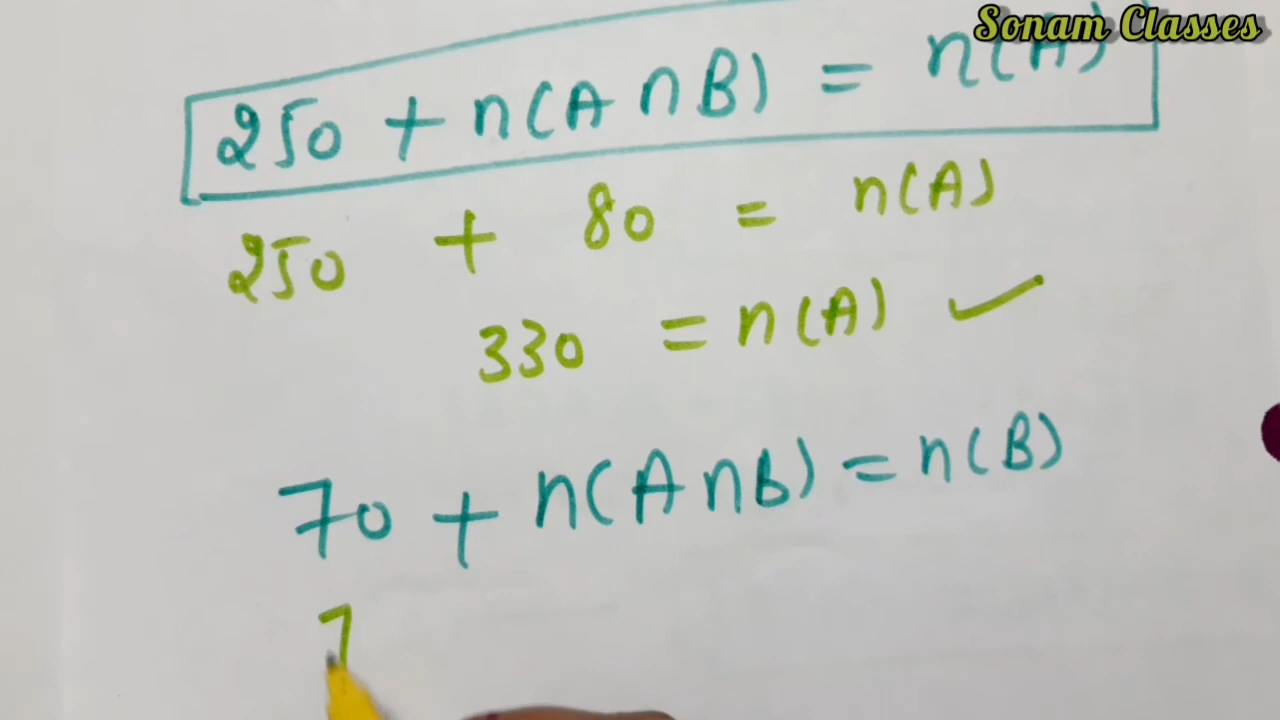 Sonam Classes
250 + n(A ∩ B) = n(A)
250 + 80 = n(A)
330 = n(A) ✓
70 + n(A ∩ B) = n(B)
7